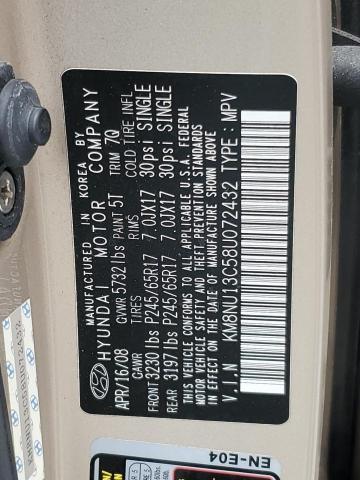 MANUFACTURED IN KOREA BY
HYUNDAI MOTOR COMPANY
APR/16/08 GVWR 5732 lbs PAINT 5T TRIM 7Q
GAWR TIRES RIMS COLD TIRE INFL.
FRONT 3230 lbs P245/65R17 7.0JX17 30psi SINGLE
REAR 3197 lbs P245/65R17 7.0JX17 30psi SINGLE
THIS VEHICLE CONFORMS TO ALL APPLICABLE U.S.A. FEDERAL
MOTOR VEHICLE SAFETY AND THEFT PREVENTION STANDARDS
IN EFFECT ON THE DATE OF MANUFACTURE SHOWN ABOVE
V.I.N : KM8NU13C58U072432 TYPE : MPV
EN-E04